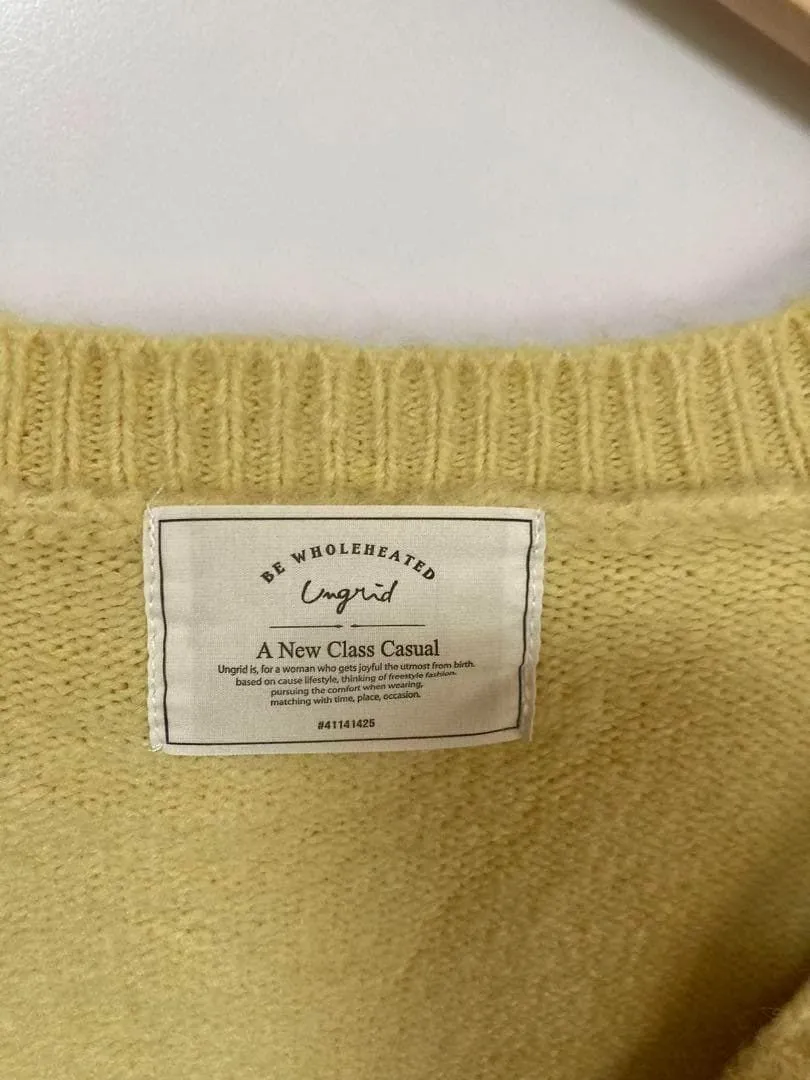 BE WHOLEHEATED
Ungrid
A New Class Casual
Ungrid is, for a woman who gets joyful the utmost from birth.
based on cause lifestyle, thinking of freestyle fashion.
pursuing the comfort when wearing,
matching with time, place, occasion.
#41141425